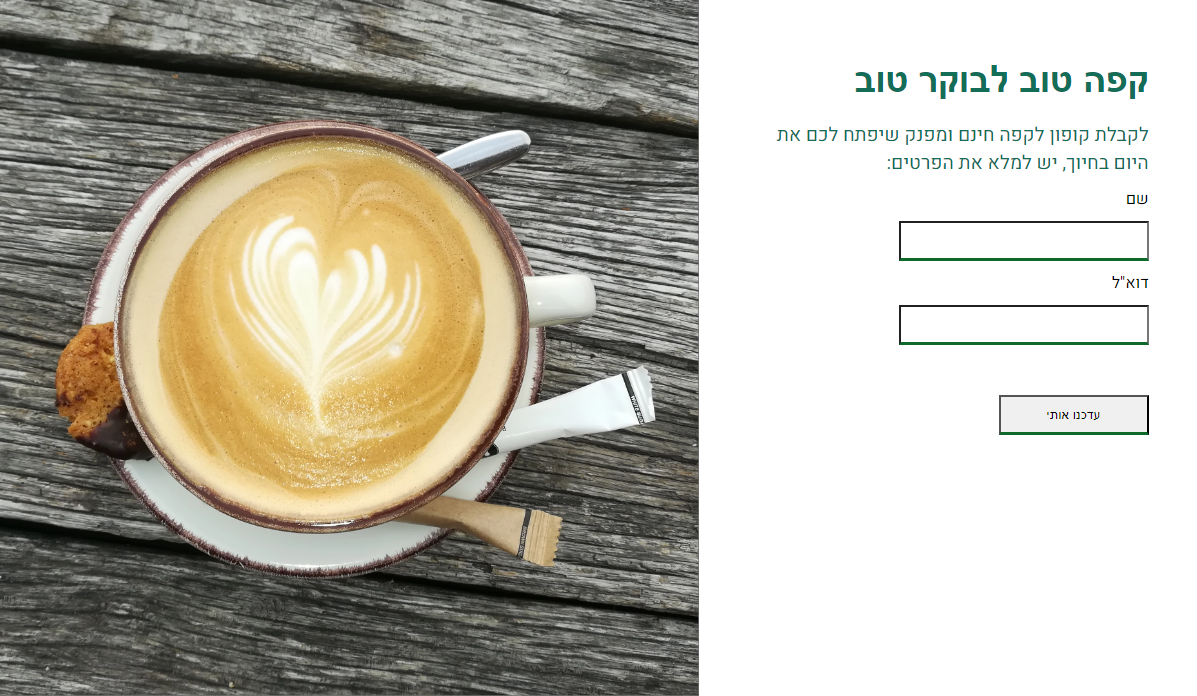 קפה טוב לבוקר טוב
לקבלת קופון לקפה חינם ומפנק שיפתח לכם את
היום בחיוך, יש למלא את הפרטים:
שם
דוא"ל
עדכנו אותי